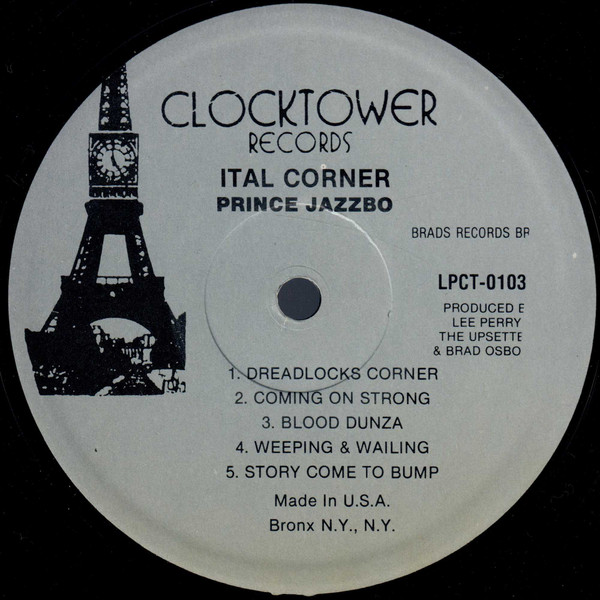 CLOCKTOWER
RECORDS
ITAL CORNER
PRINCE JAZZBO
BRADS RECORDS BR
LPCT-0103
PRODUCED B
LEE PERRY
THE UPSETTE
& BRAD OSBO
1. DREADLOCKS CORNER
2. COMING ON STRONG
3. BLOOD DUNZA
4. WEEPING & WAILING
5. STORY COME TO BUMP
Made In U.S.A.
Bronx N.Y., N.Y.